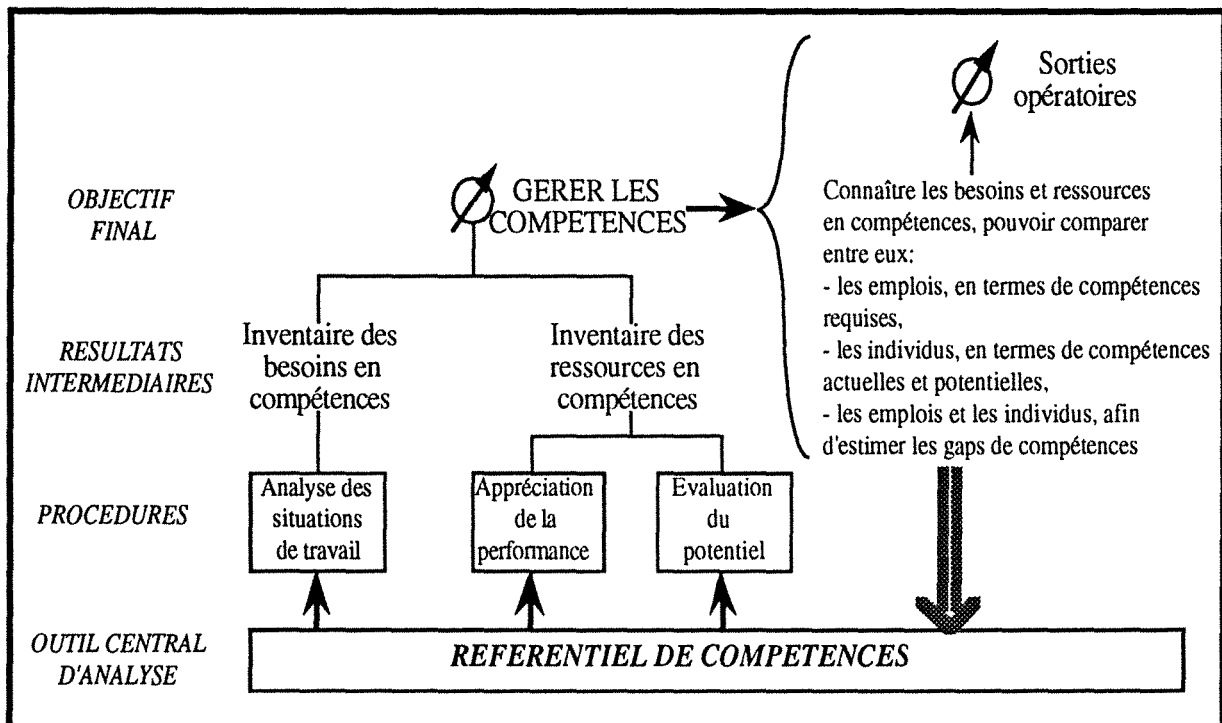 Sorties
opératoires
OBJECTIF
FINAL
GERER LES
COMPETENCES
Connaître les besoins et ressources
en compétences, pouvoir comparer
entre eux:
- les emplois, en termes de compétences
requises,
- les individus, en termes de compétences
actuelles et potentielles,
- les emplois et les individus, afin
d'estimer les gaps de compétences
RESULTATS
INTERMEDIAIRES
Inventaire des
besoins en
compétences
Inventaire des
ressources en
compétences
PROCEDURES
Analyse des
situations
de travail
Appréciation
de la
performance
Evaluation
du
potentiel
OUTIL CENTRAL
D'ANALYSE
REFERENTIEL DE COMPETENCES